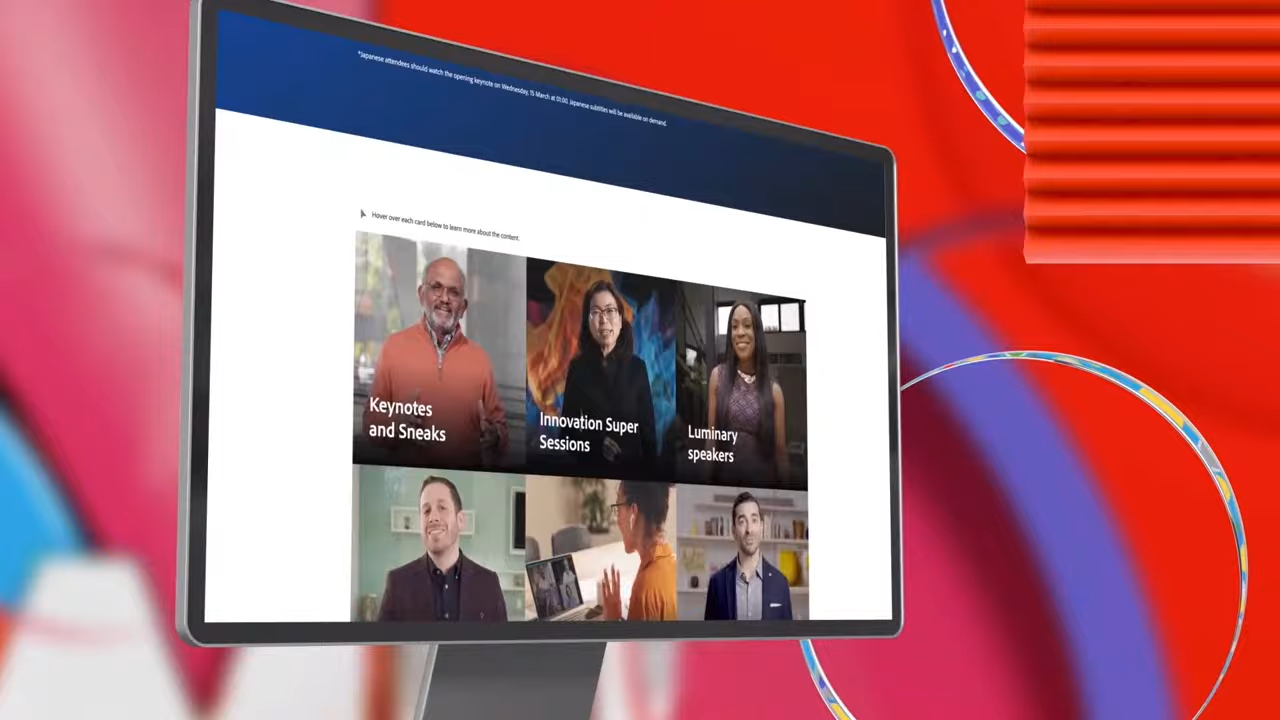 *Japanese attendees should watch the opening keynote on Wednesday, 15 March at 01:00. Japanese subtitles will be available on demand.
Hover over each card below to learn more about the content.
Keynotes
and Sneaks
Innovation Super
Sessions
Luminary
speakers